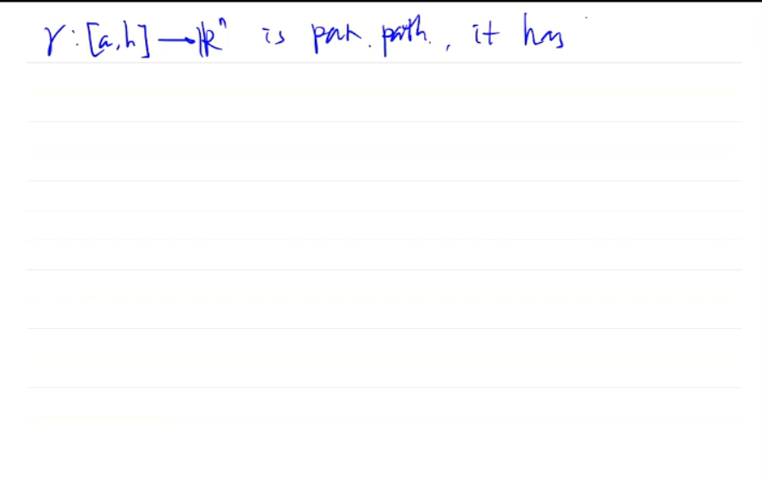 γ: [a,b] → ℝⁿ is par. path., it has